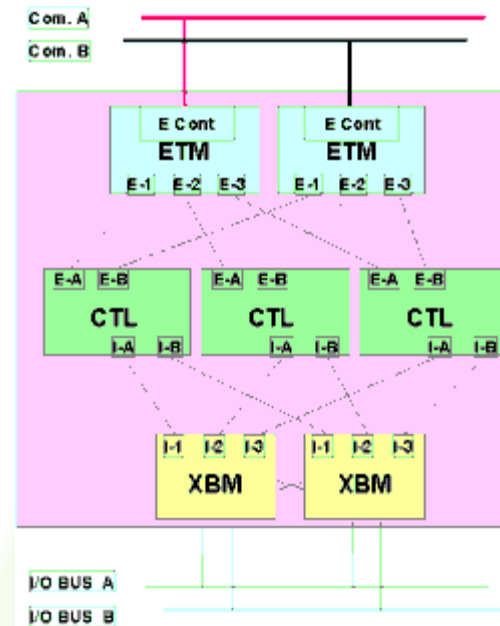 Com. A
Com. B
E Cont E Cont
ETM ETM
E-1 E-2 E-3 E-1 E-2 E-3
E-A E-B E-A E-B E-A E-B
CTL CTL CTL
I-A I-B I-A I-B I-A I-B
I-1 I-2 I-3 I-1 I-2 I-3
XBM XBM
I/O BUS A
I/O BUS B